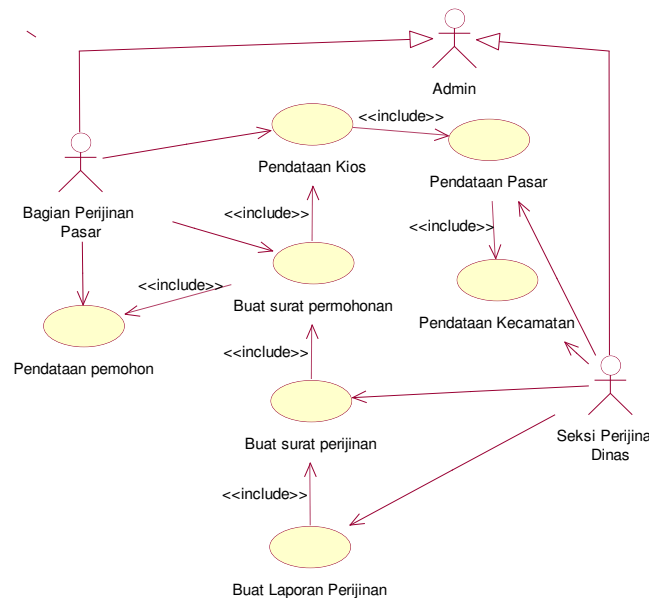 Admin
<<include>>
Pendataan Kios
Pendataan Pasar
Bagian Perijinan
Pasar
<<include>>
<<include>>
<<include>>
Buat surat permohonan
Pendataan Kecamatan
Pendataan pemohon
<<include>>
Buat surat perijinan
Seksi Perijina
Dinas
<<include>>
Buat Laporan Perijinan